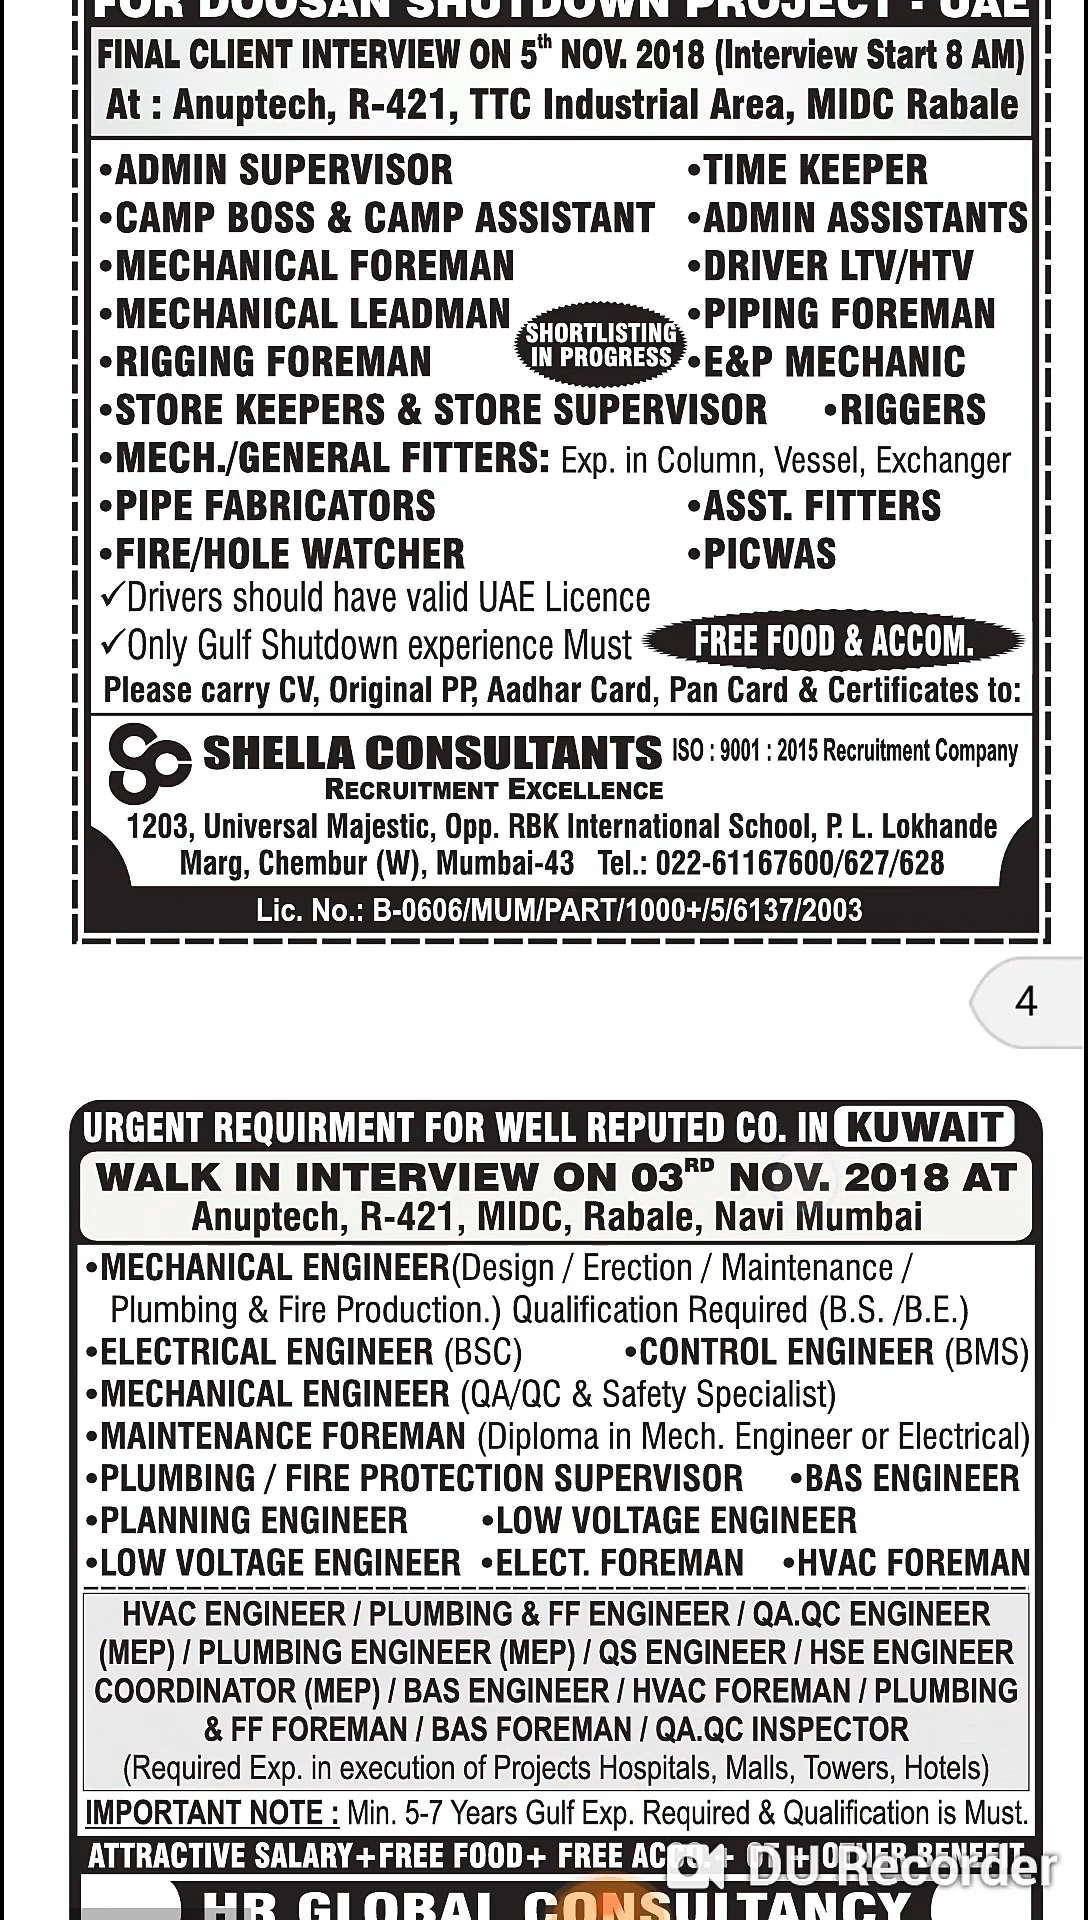 FOR DOOSAN SHUTDOWN PROJECT - UAE
FINAL CLIENT INTERVIEW ON 5th NOV. 2018 (Interview Start 8 AM)
At : Anuptech, R-421, TTC Industrial Area, MIDC Rabale
•ADMIN SUPERVISOR •TIME KEEPER
•CAMP BOSS & CAMP ASSISTANT •ADMIN ASSISTANTS
•MECHANICAL FOREMAN •DRIVER LTV/HTV
•MECHANICAL LEADMAN •PIPING FOREMAN
SHORTLISTING
IN PROGRESS
•RIGGING FOREMAN •E&P MECHANIC
•STORE KEEPERS & STORE SUPERVISOR •RIGGERS
•MECH./GENERAL FITTERS: Exp. in Column, Vessel, Exchanger
•PIPE FABRICATORS •ASST. FITTERS
•FIRE/HOLE WATCHER •PICWAS
✓Drivers should have valid UAE Licence
✓Only Gulf Shutdown experience Must FREE FOOD & ACCOM.
Please carry CV, Original PP, Aadhar Card, Pan Card & Certificates to:
SC SHELLA CONSULTANTS ISO : 9001 : 2015 Recruitment Company
RECRUITMENT EXCELLENCE
1203, Universal Majestic, Opp. RBK International School, P. L. Lokhande
Marg, Chembur (W), Mumbai-43 Tel.: 022-61167600/627/628
Lic. No.: B-0606/MUM/PART/1000+/5/6137/2003
4
URGENT REQUIRMENT FOR WELL REPUTED CO. IN KUWAIT
WALK IN INTERVIEW ON 03RD NOV. 2018 AT
Anuptech, R-421, MIDC, Rabale, Navi Mumbai
•MECHANICAL ENGINEER(Design / Erection / Maintenance /
Plumbing & Fire Production.) Qualification Required (B.S. /B.E.)
•ELECTRICAL ENGINEER (BSC) •CONTROL ENGINEER (BMS)
•MECHANICAL ENGINEER (QA/QC & Safety Specialist)
•MAINTENANCE FOREMAN (Diploma in Mech. Engineer or Electrical)
•PLUMBING / FIRE PROTECTION SUPERVISOR •BAS ENGINEER
•PLANNING ENGINEER •LOW VOLTAGE ENGINEER
•LOW VOLTAGE ENGINEER •ELECT. FOREMAN •HVAC FOREMAN
HVAC ENGINEER / PLUMBING & FF ENGINEER / QA.QC ENGINEER
(MEP) / PLUMBING ENGINEER (MEP) / QS ENGINEER / HSE ENGINEER
COORDINATOR (MEP) / BAS ENGINEER / HVAC FOREMAN / PLUMBING
& FF FOREMAN / BAS FOREMAN / QA.QC INSPECTOR
(Required Exp. in execution of Projects Hospitals, Malls, Towers, Hotels)
IMPORTANT NOTE : Min. 5-7 Years Gulf Exp. Required & Qualification is Must.
ATTRACTIVE SALARY+FREE FOOD+ FREE ACCO.+ OT +OTHER BENEFIT
DU Recorder
HR GLOBAL CONSULTANCY